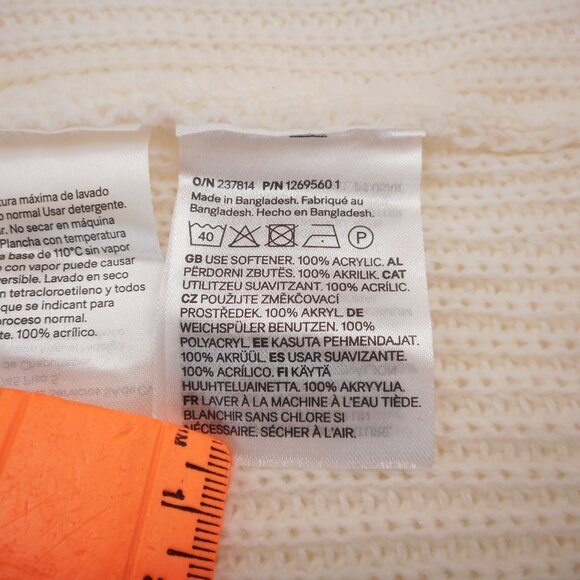 tura máxima de lavado
o normal Usar detergente.
r. No secar en máquina
Plancha con temperatura
a base de 110°C sin vapor
con vapor puede causar
versible. Lavado en seco
n tetracloroetileno y todos
que se indican para
proceso normal.
te. 100% acrílico.
O/N 237814 P/N 1269560 1
Made in Bangladesh. Fabriqué au
Bangladesh. Hecho en Bangladesh.
40 P
GB USE SOFTENER. 100% ACRYLIC. AL
PËRDORNI ZBUTËS. 100% AKRILIK. CAT
UTILITZEU SUAVITZANT. 100% ACRÍLIC.
CZ POUŽIJTE ZMĚKČOVACÍ
PROSTŘEDEK. 100% AKRYL. DE
WEICHSPÜLER BENUTZEN. 100%
POLYACRYL. EE KASUTA PEHMENDAJAT.
100% AKRÜÜL. ES USAR SUAVIZANTE.
100% ACRÍLICO. FI KÄYTÄ
HUUHTELUAINETTA. 100% AKRYYLIA.
FR LAVER À LA MACHINE À L'EAU TIÈDE.
BLANCHIR SANS CHLORE SI
NÉCESSAIRE. SÉCHER À L'AIR.
1